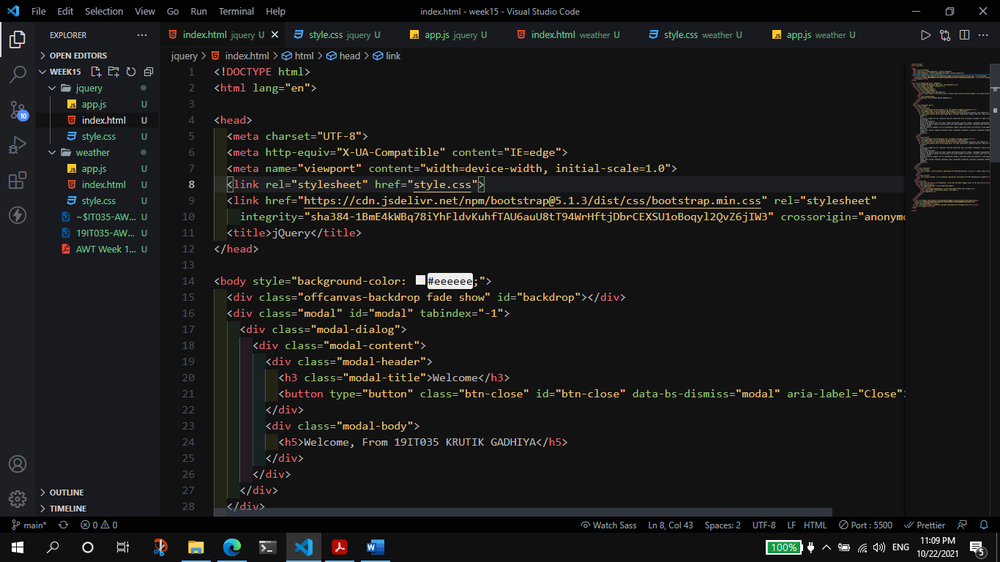 File Edit Selection View Go Run Terminal Help index.html - week15 - Visual Studio Code
EXPLORER
OPEN EDITORS
WEEK15
jquery
app.js U
index.html U
style.css U
weather
app.js U
index.html U
style.css U
~$IT035-AW... U
19IT035-AW... U
AWT Week 1... U
OUTLINE
TIMELINE
10
index.html jquery U style.css jquery U app.js jquery U index.html weather U style.css weather U app.js weather U
jquery > index.html > html > head > link
1 <!DOCTYPE html>
2 <html lang="en">
3
4 <head>
5 <meta charset="UTF-8">
6 <meta http-equiv="X-UA-Compatible" content="IE=edge">
7 <meta name="viewport" content="width=device-width, initial-scale=1.0">
8 <link rel="stylesheet" href="style.css">
9 <link href="https://cdn.jsdelivr.net/npm/bootstrap@5.1.3/dist/css/bootstrap.min.css" rel="stylesheet"
10 integrity="sha384-1BmE4kWBq78iYhFldvKuhfTAU6auU8tT94WrHftjDbrCEXSU1oBoqyl2QvZ6jIW3" crossorigin="anonymo
11 <title>jQuery</title>
12 </head>
13
14 <body style="background-color: #eeeeee;">
15 <div class="offcanvas-backdrop fade show" id="backdrop"></div>
16 <div class="modal" id="modal" tabindex="-1">
17 <div class="modal-dialog">
18 <div class="modal-content">
19 <div class="modal-header">
20 <h3 class="modal-title">Welcome</h3>
21 <button type="button" class="btn-close" id="btn-close" data-bs-dismiss="modal" aria-label="Close">
22 </div>
23 <div class="modal-body">
24 <h5>Welcome, From 19IT035 KRUTIK GADHIYA</h5>
25 </div>
26 </div>
27 </div>
28 </div>
main* 0 0 Watch Sass Ln 8, Col 43 Spaces: 2 UTF-8 LF HTML Port : 5500 Prettier
100% ENG 11:09 PM
10/22/2021 5